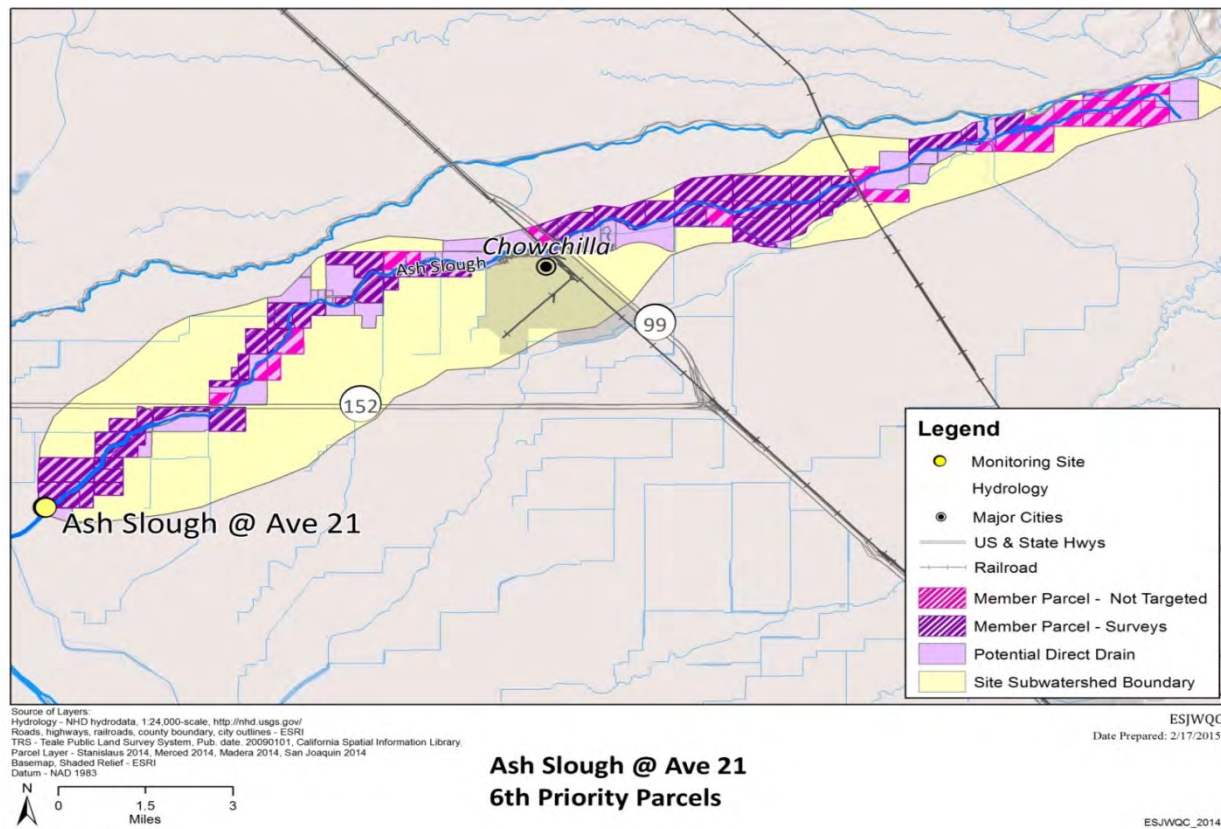 Chowchilla
Ash Slough
99
152
Ash Slough @ Ave 21
Legend
Monitoring Site
Hydrology
Major Cities
US & State Hwys
Railroad
Member Parcel - Not Targeted
Member Parcel - Surveys
Potential Direct Drain
Site Subwatershed Boundary
Source of Layers:
Hydrology - NHD hydrodata, 1:24,000-scale, http://nhd.usgs.gov/
Roads, highways, railroads, county boundary, city outlines - ESRI
TRS - Teale Public Land Survey System, Pub. date. 20090101, California Spatial Information Library.
Parcel Layer - Stanislaus 2014, Merced 2014, Madera 2014, San Joaquin 2014
Basemap, Shaded Relief - ESRI
Datum - NAD 1983
ESJWQC
Date Prepared: 2/17/2015
N
0 1.5 3
Miles
Ash Slough @ Ave 21
6th Priority Parcels
ESJWQC_2014